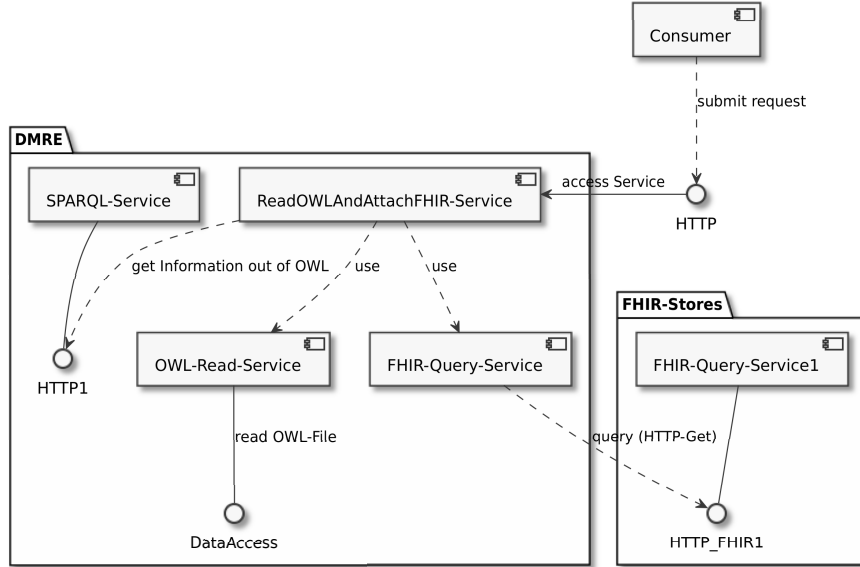 Consumer
submit request
DMRE
SPARQL-Service
ReadOWLAndAttachFHIR-Service
access Service
HTTP
get Information out of OWL
use
use
FHIR-Stores
HTTP1
OWL-Read-Service
FHIR-Query-Service
FHIR-Query-Service1
read OWL-File
query (HTTP-Get)
DataAccess
HTTP_FHIR1